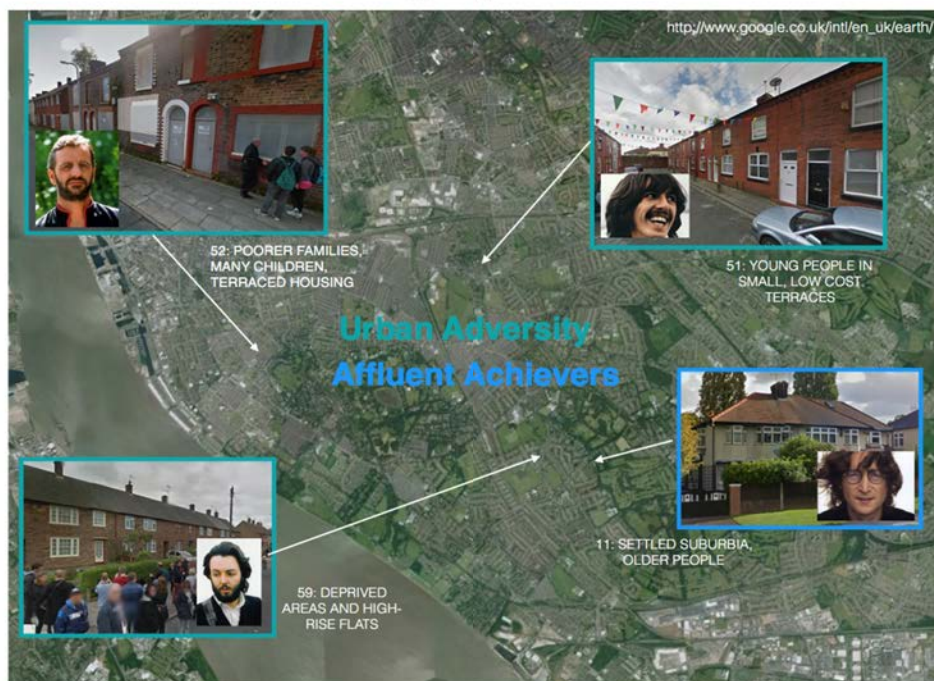 http://www.google.co.uk/intl/en_uk/earth/
52: POORER FAMILIES,
MANY CHILDREN,
TERRACED HOUSING
51: YOUNG PEOPLE IN
SMALL, LOW COST
TERRACES
Urban Adversity
Affluent Achievers
11: SETTLED SUBURBIA,
OLDER PEOPLE
59: DEPRIVED
AREAS AND HIGH-
RISE FLATS